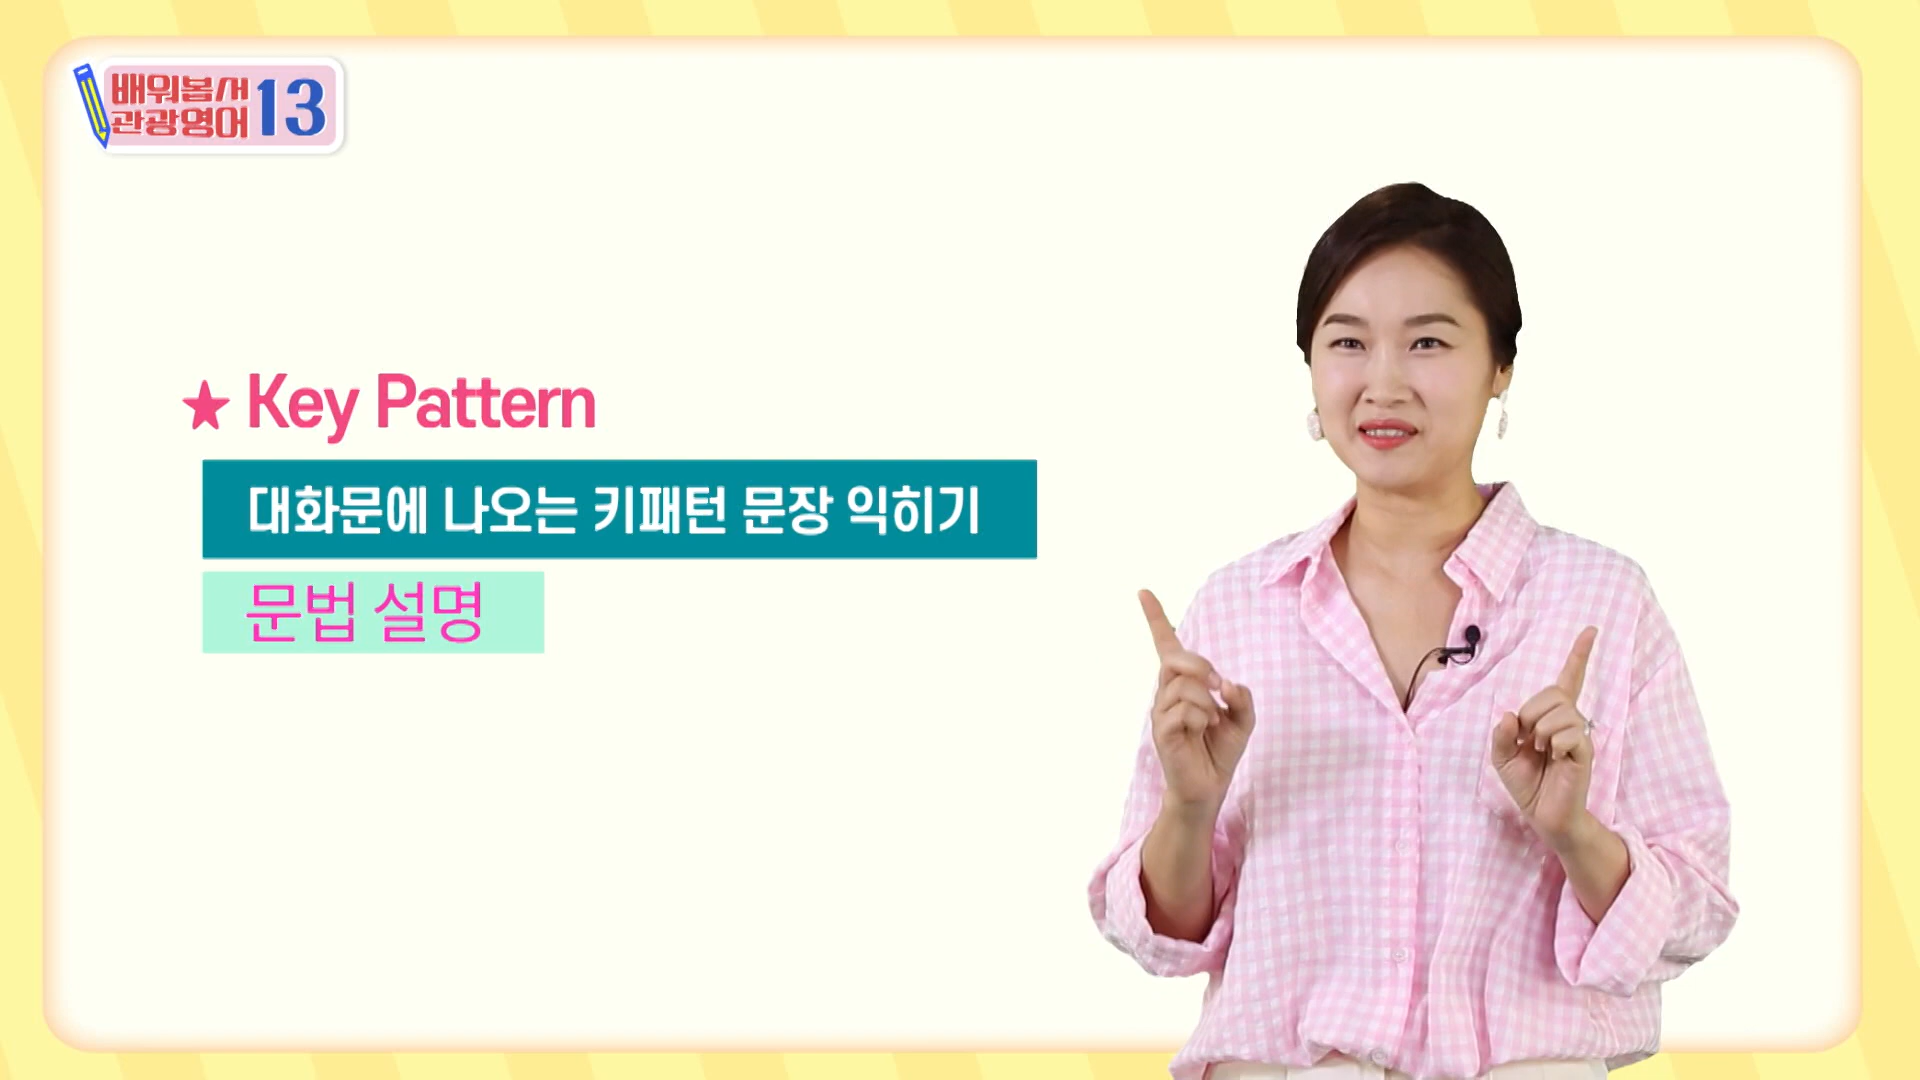 배워봅서
관광영어 13
★ Key Pattern
대화문에 나오는 키패턴 문장 익히기
문법 설명